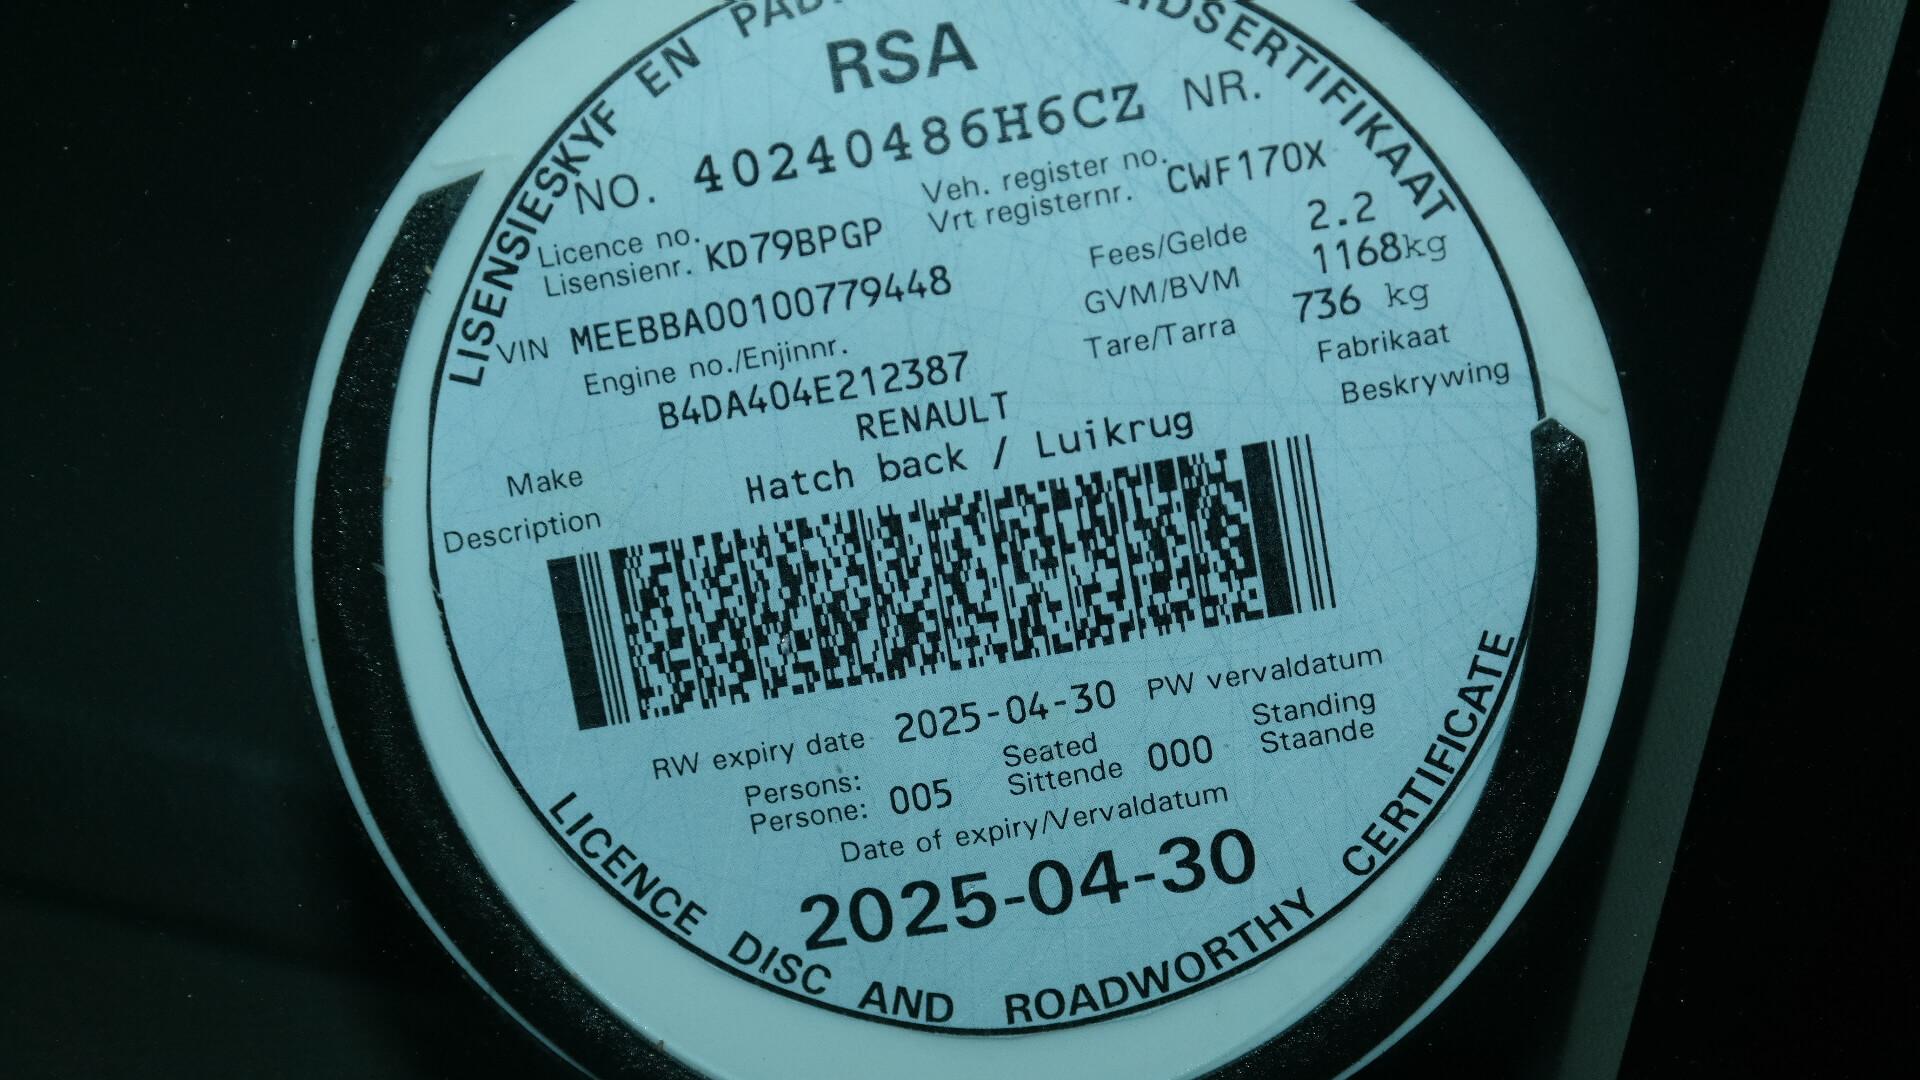 LISENSIESKYF EN
RSA
NO. 40240486H6CZ NR.
Licence no. Veh. register no.
Lisensienr. KD79BPGP Vrt registernr. CWF170X
VIN MEEBBA00100779448 Fees/Gelde 2.2
Engine no./Enjinnr. GVM/BVM 1168kg
B4DA404E212387 Tare/Tarra 736 kg
Make RENAULT Fabrikaat
Description Hatch back / Luikrug Beskrywing
RW expiry date 2025-04-30 PW vervaldatum
Persons: Seated Standing
Persone: 005 Sittende 000 Staande
Date of expiry/Vervaldatum
2025-04-30
LICENCE DISC AND ROADWORTHY CERTIFICATE